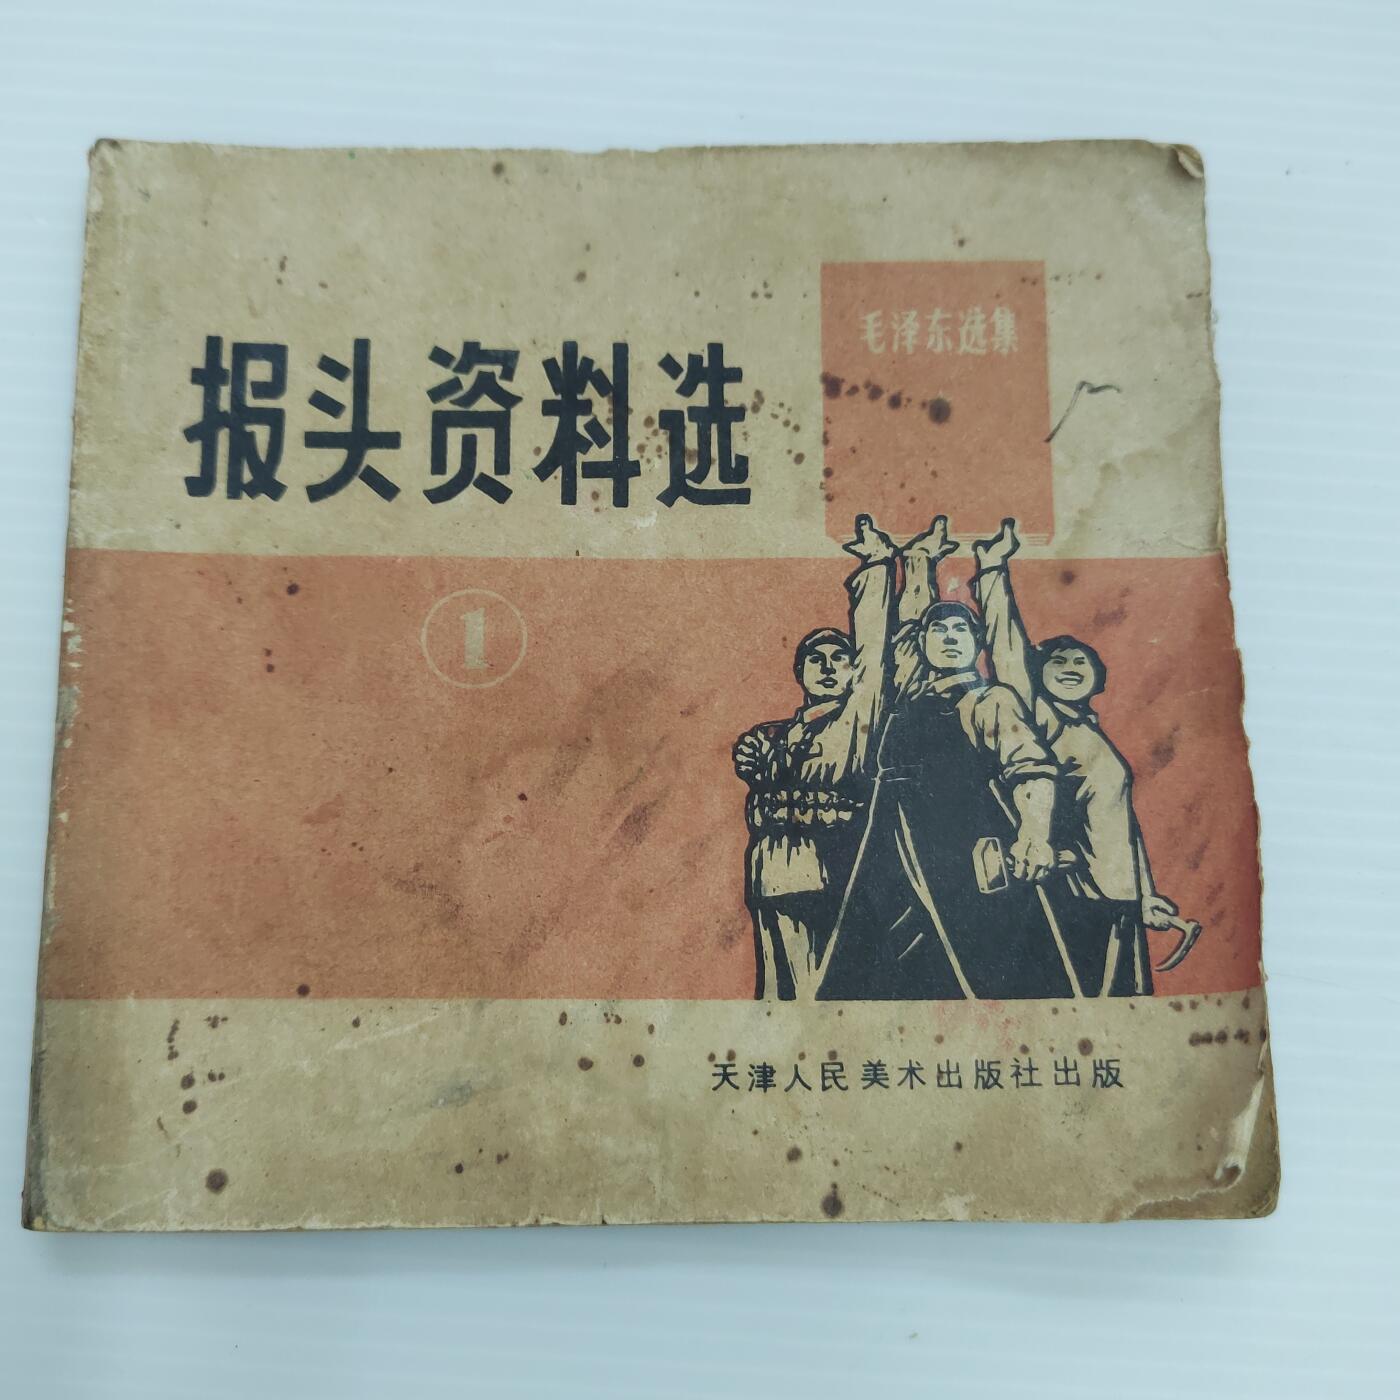 毛泽东选集
报头资料选
1
天津人民美术出版社出版